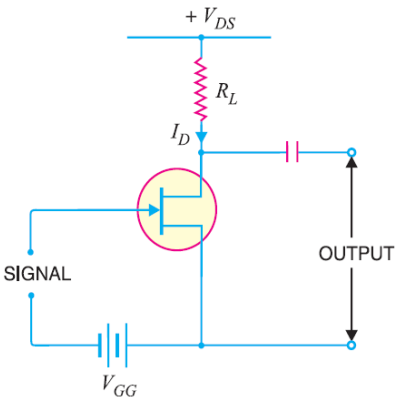 + V_DS
R_L
I_D
OUTPUT
SIGNAL
V_GG